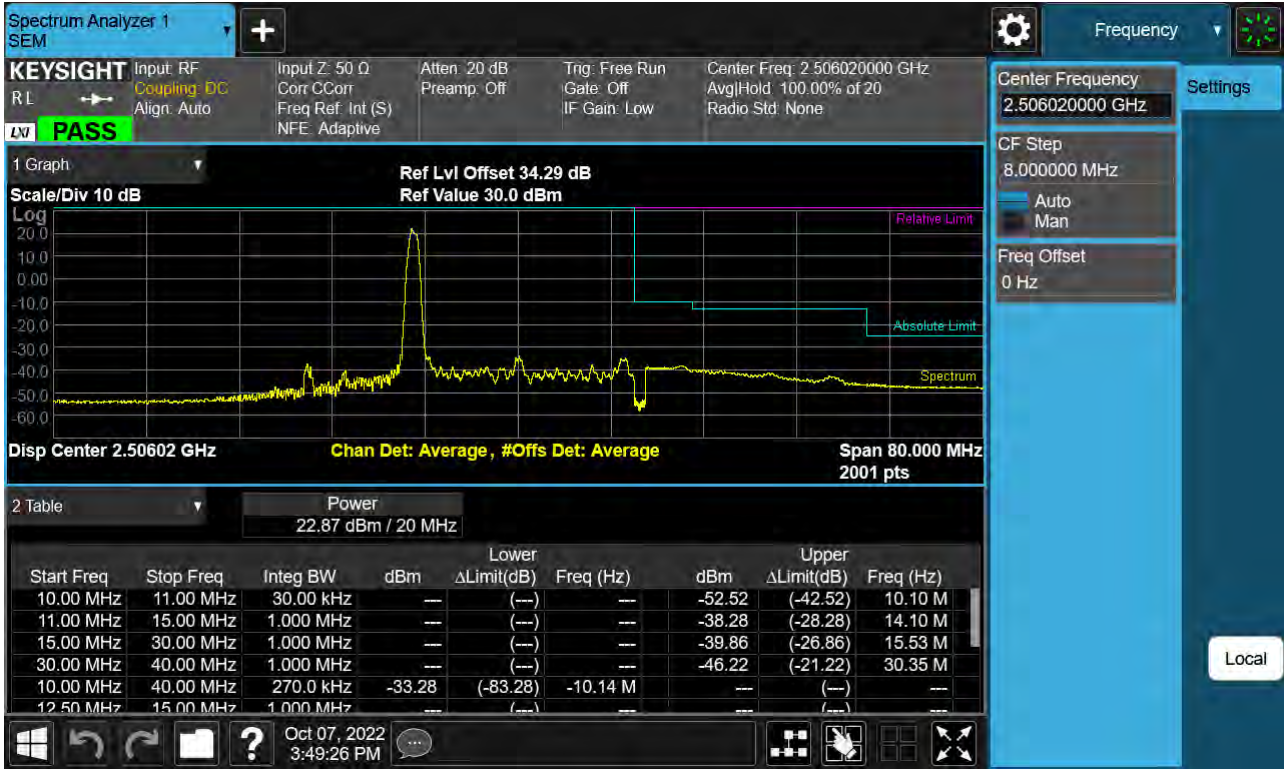 Spectrum Analyzer 1
SEM
Frequency
KEYSIGHT
Input: RF
Coupling: DC
Align: Auto
Input Z: 50 Ω
Corr CCorr
Freq Ref: Int (S)
NFE: Adaptive
Atten: 20 dB
Preamp: Off
Trig: Free Run
Gate: Off
IF Gain: Low
Center Freq: 2.506020000 GHz
Avg|Hold: 100.00% of 20
Radio Std: None
R L
LXI
PASS
Center Frequency
2.506020000 GHz
Settings
CF Step
8.000000 MHz
Auto
Man
Freq Offset
0 Hz
1 Graph
Ref Lvl Offset 34.29 dB
Scale/Div 10 dB
Ref Value 30.0 dBm
Log
Relative Limit
20.0
10.0
0.00
-10.0
-20.0
Absolute Limit
-30.0
-40.0
Spectrum
-50.0
-60.0
Disp Center 2.50602 GHz
Chan Det: Average , #Offs Det: Average
Span 80.000 MHz
2001 pts
2 Table
Power
22.87 dBm / 20 MHz
Lower Upper
Start Freq Stop Freq Integ BW dBm ΔLimit(dB) Freq (Hz) dBm ΔLimit(dB) Freq (Hz)
10.00 MHz 11.00 MHz 30.00 kHz --- (---) --- -52.52 (-42.52) 10.10 M
11.00 MHz 15.00 MHz 1.000 MHz --- (---) --- -38.28 (-28.28) 14.10 M
15.00 MHz 30.00 MHz 1.000 MHz --- (---) --- -39.86 (-26.86) 15.53 M
30.00 MHz 40.00 MHz 1.000 MHz --- (---) --- -46.22 (-21.22) 30.35 M
10.00 MHz 40.00 MHz 270.0 kHz -33.28 (-83.28) -10.14 M --- (---) ---
12.50 MHz 15.00 MHz 1.000 MHz --- (---) --- --- (---) ---
Local
?
Oct 07, 2022
3:49:26 PM